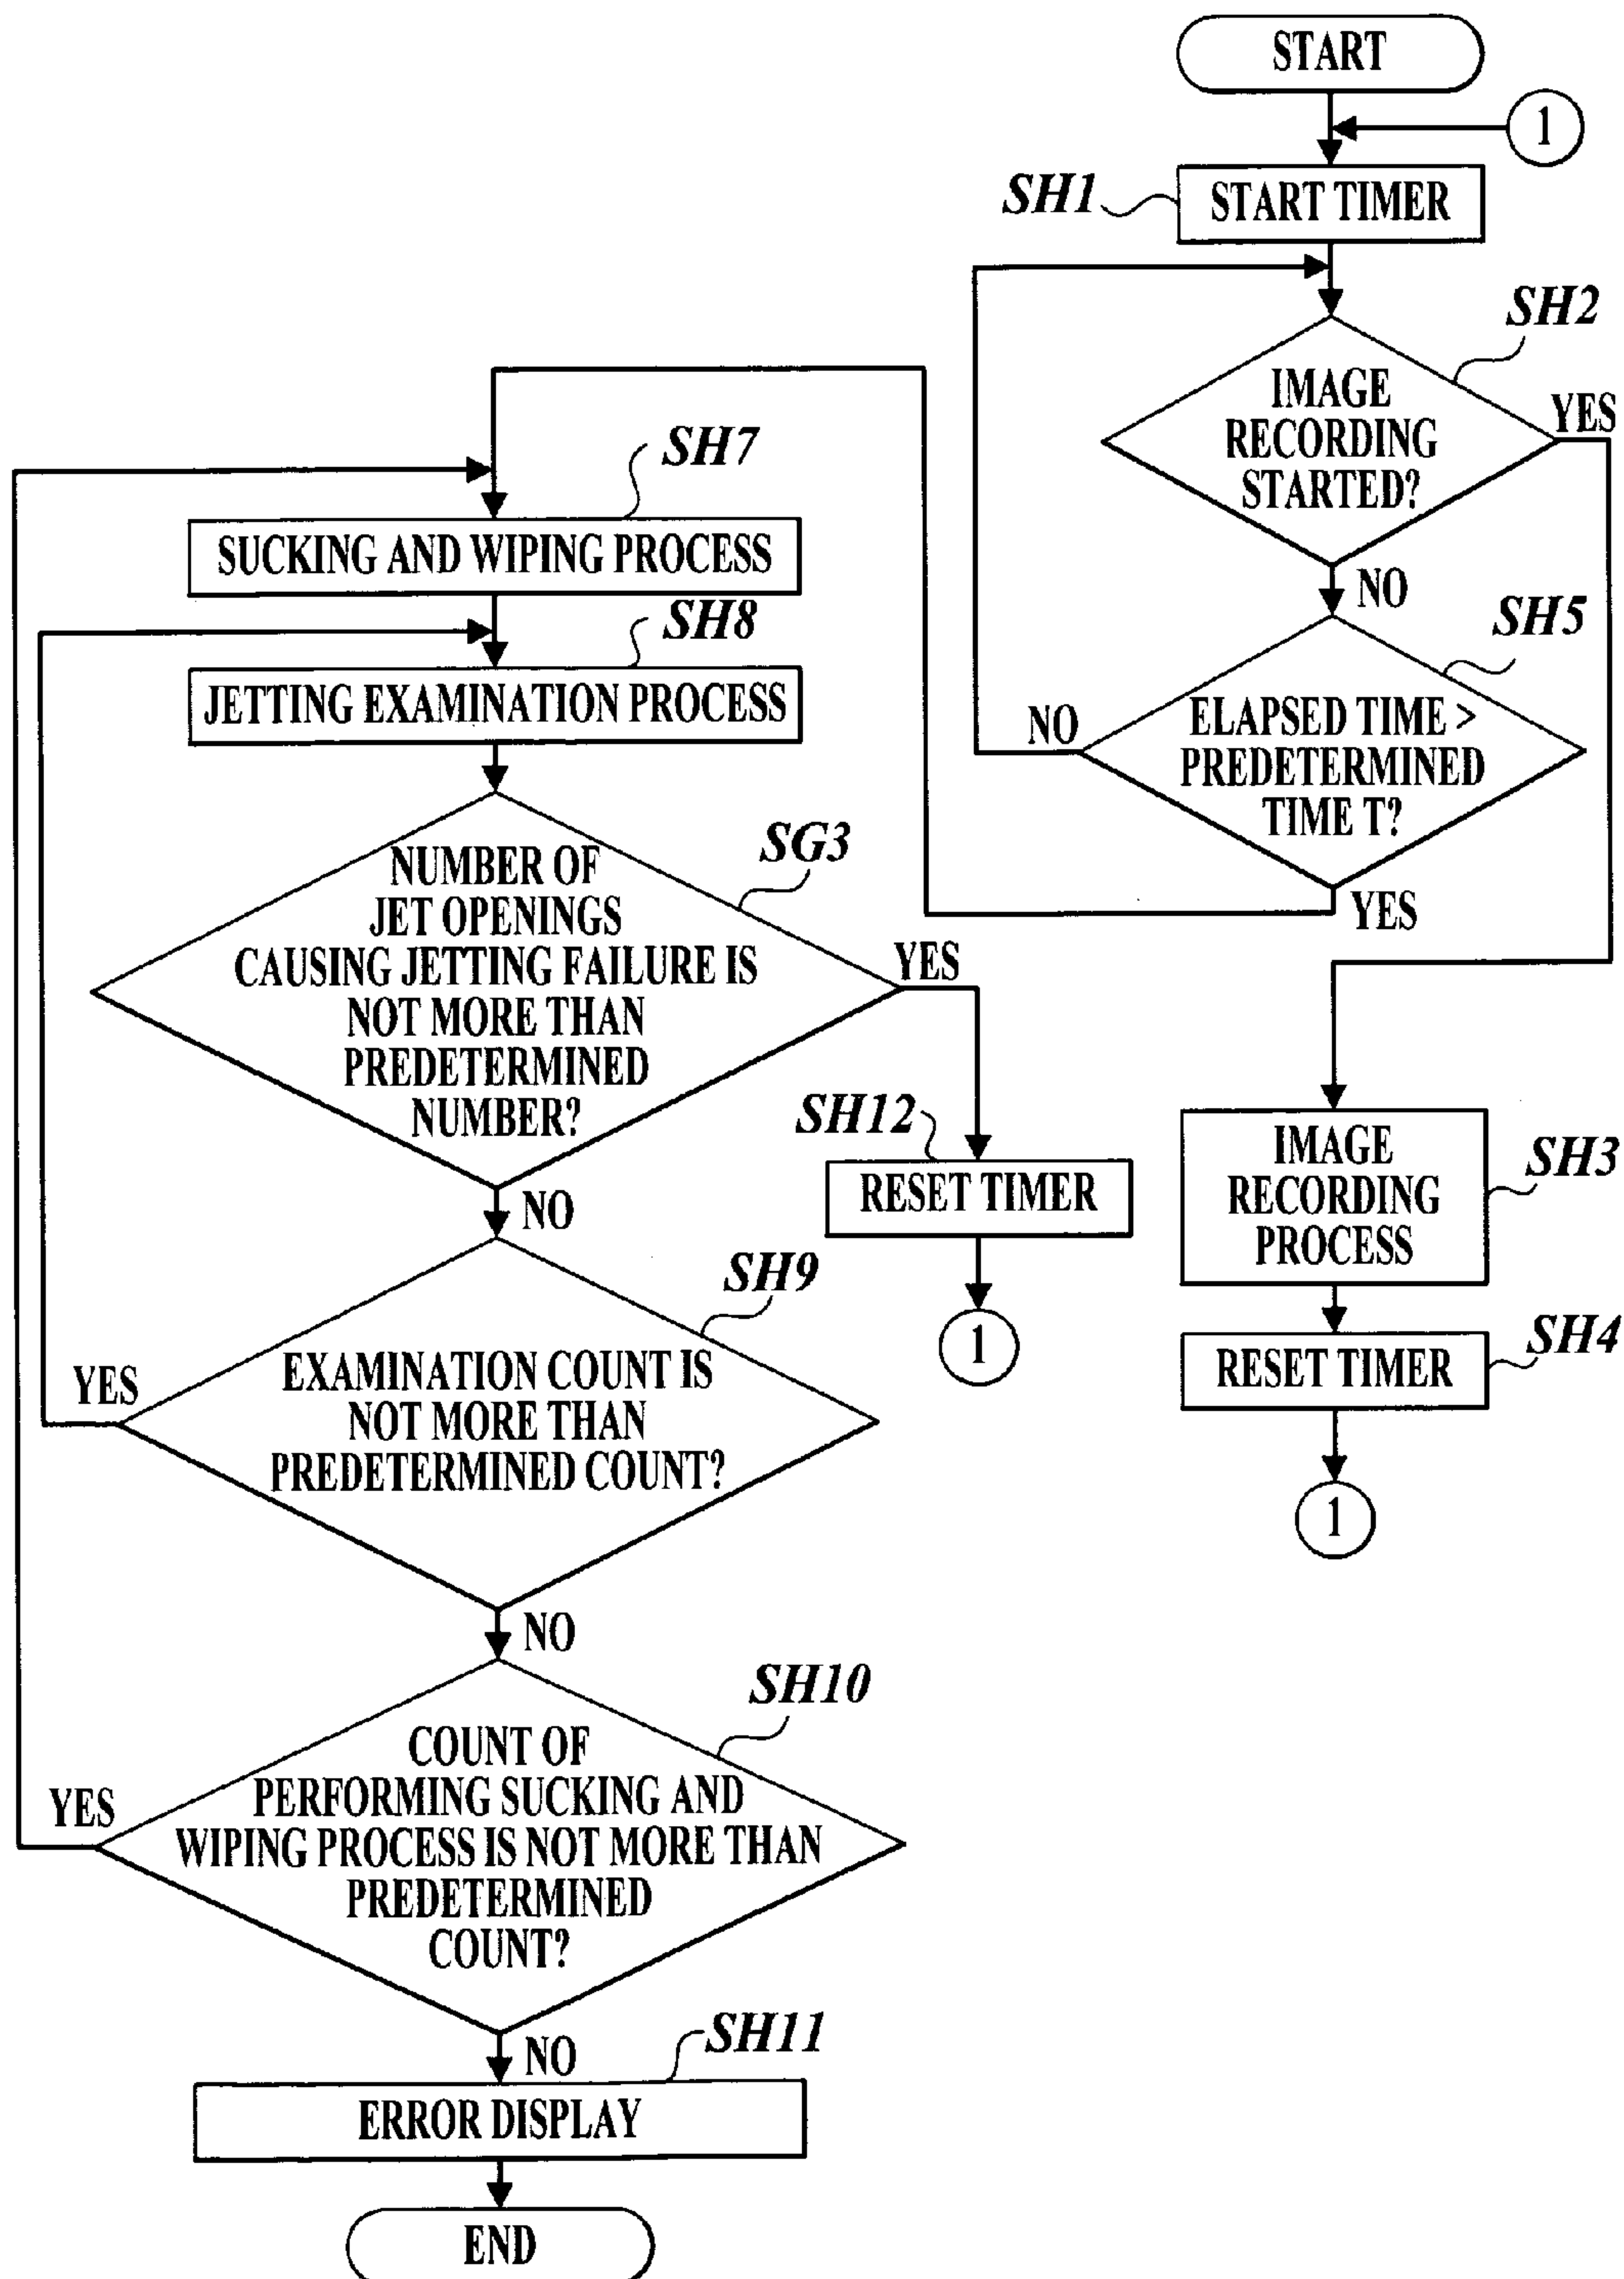 START
1
SH1
START TIMER
SH2
IMAGE
RECORDING
STARTED?
YES
NO
SH5
ELAPSED TIME >
PREDETERMINED
TIME T?
NO
YES
SH7
SUCKING AND WIPING PROCESS
SH8
JETTING EXAMINATION PROCESS
SG3
NUMBER OF
JET OPENINGS
CAUSING JETTING FAILURE IS
NOT MORE THAN
PREDETERMINED
NUMBER?
YES
NO
SH12
RESET TIMER
1
IMAGE
RECORDING
PROCESS
SH3
RESET TIMER
SH4
1
SH9
EXAMINATION COUNT IS
NOT MORE THAN
PREDETERMINED COUNT?
YES
NO
SH10
COUNT OF
PERFORMING SUCKING AND
WIPING PROCESS IS NOT MORE THAN
PREDETERMINED
COUNT?
YES
NO
SH11
ERROR DISPLAY
END